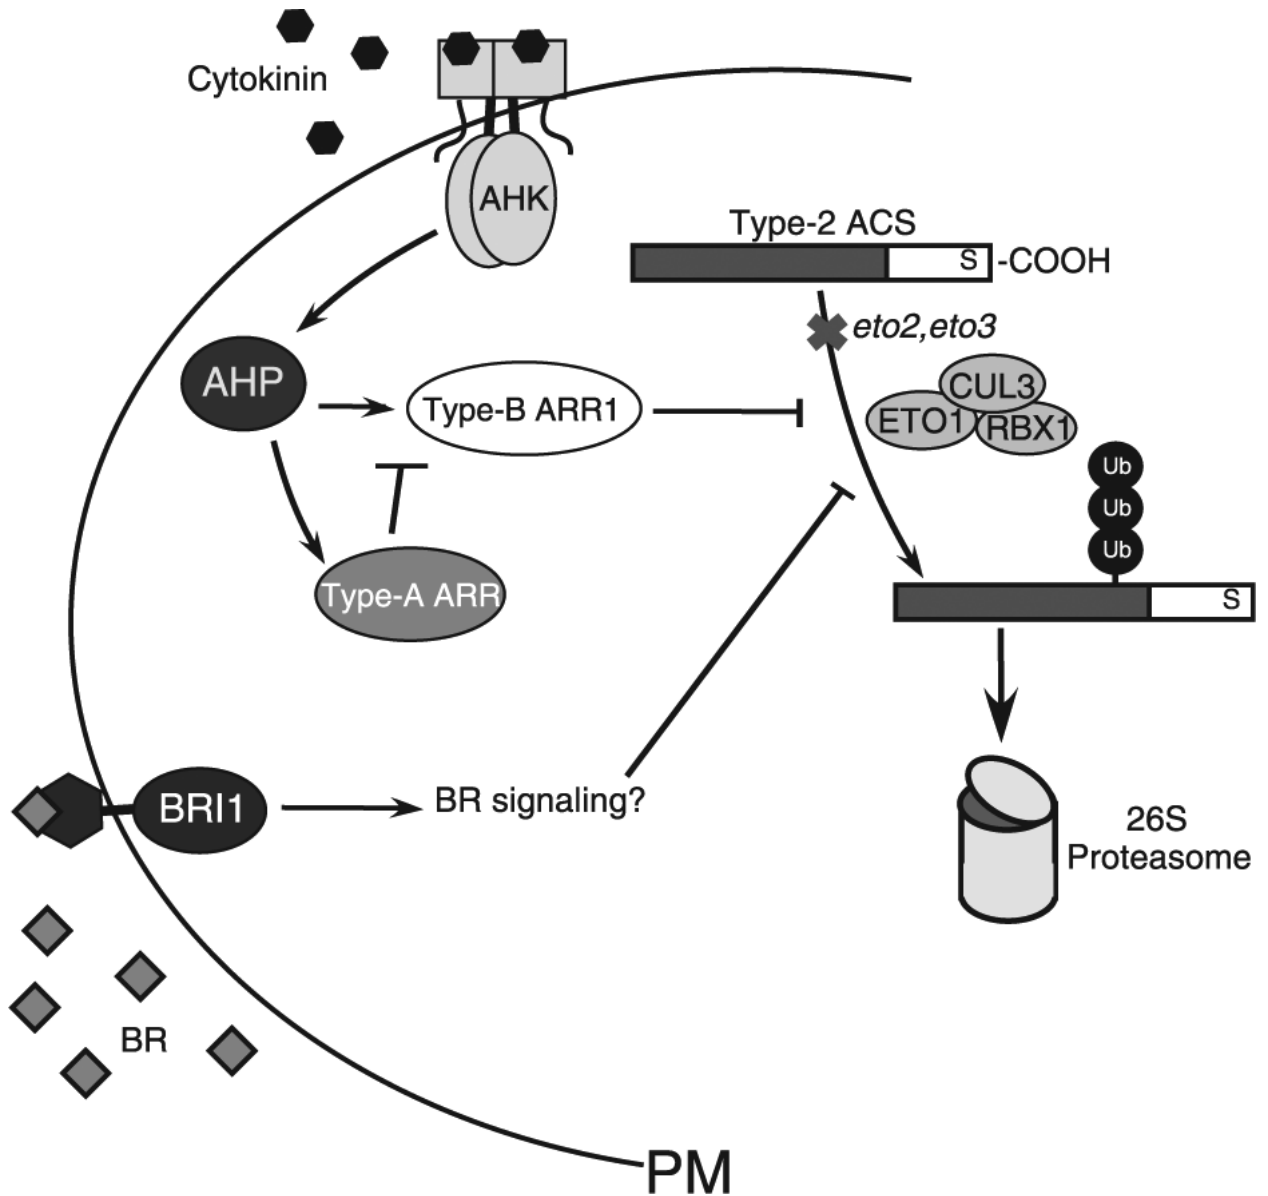 Cytokinin
AHK
Type-2 ACS
S
-COOH
eto2,eto3
AHP
Type-B ARR1
CUL3
ETO1
RBX1
Ub
Ub
Ub
Type-A ARR
S
BRI1
BR signaling?
26S
Proteasome
BR
PM